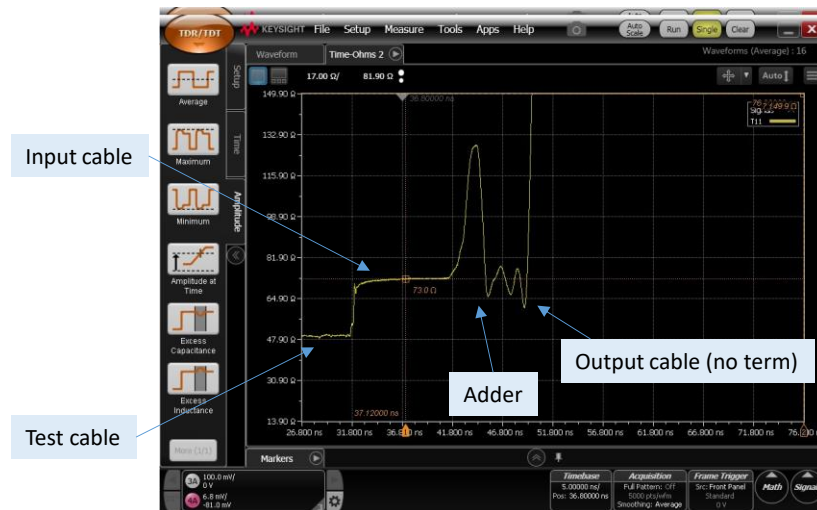 TDR/TDT
KEYSIGHT File Setup Measure Tools Apps Help
Auto Scale
Run
Single
Clear
Waveform
Time-Ohms 2
Waveforms (Average) : 16
17.00 Ω/ 81.90 Ω
Auto
Setup
Time
Amplitude
Average
Maximum
Minimum
Amplitude at
Time
Excess
Capacitance
Excess
Inductance
More (1/1)
149.90 Ω
132.90 Ω
115.90 Ω
98.90 Ω
81.90 Ω
64.90 Ω
47.90 Ω
30.90 Ω
13.90 Ω
36.80000 ns
T11
73.0 Ω
37.12000 ns
26.800 ns 31.800 ns 41.800 ns 46.800 ns 51.800 ns 56.800 ns 61.800 ns 66.800 ns 71.800 ns
Input cable
Test cable
Adder
Output cable (no term)
Markers
3A 100.0 mV/
0 V
4A 6.8 mV/
-81.0 mV
Timebase
5.00000 ns/
Pos: 36.80000 ns
Acquisition
Full Pattern: Off
5000 pts/wfm
Smoothing: Average
Frame Trigger
Src: Front Panel
Standard
0 V
Math
Signal